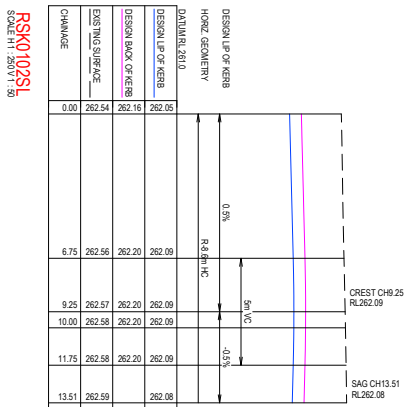 CREST CH9.25
RL262.09
SAG CH13.51
RL262.08
DESIGN LIP OF KERB 0.5% 5m VC -0.5%
HORIZ. GEOMETRY R-8.6m HC
DATUM RL 261.0
DESIGN LIP OF KERB 262.05 262.09 262.09 262.09 262.09 262.08
DESIGN BACK OF KERB 262.16 262.20 262.20 262.20 262.20
EXISTING SURFACE 262.54 262.56 262.57 262.58 262.58 262.59
CHAINAGE 0.00 6.75 9.25 10.00 11.75 13.51
RSK0102SL
SCALE H 1 : 250 V 1 : 50